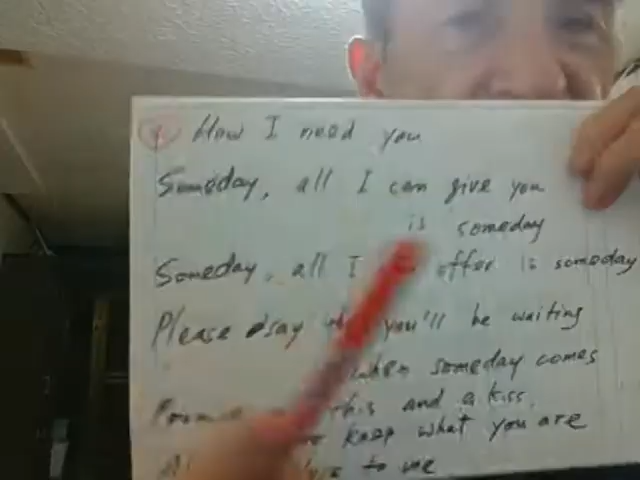 How I need you
Someday, all I can give you
is someday
Someday, all I offer is someday
Please say you'll be waiting
when someday comes
this and a kiss.
keep what you are
to me